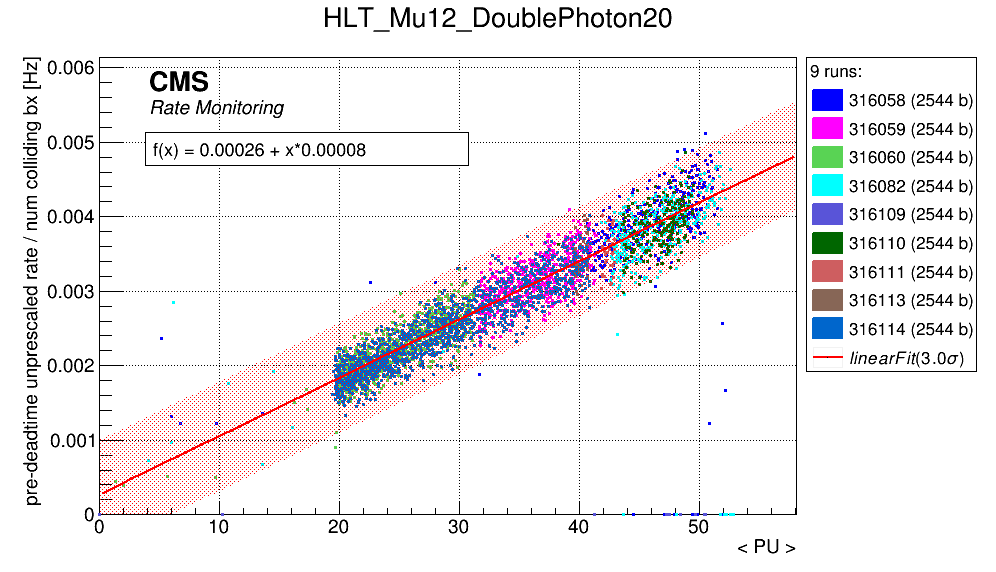 HLT_Mu12_DoublePhoton20
pre-deadtime unprescaled rate / num colliding bx [Hz]
0.006
0.005
0.004
0.003
0.002
0.001
0
CMS
Rate Monitoring
f(x) = 0.00026 + x*0.00008
0 10 20 30 40 50
< PU >
9 runs:
316058 (2544 b)
316059 (2544 b)
316060 (2544 b)
316082 (2544 b)
316109 (2544 b)
316110 (2544 b)
316111 (2544 b)
316113 (2544 b)
316114 (2544 b)
linearFit(3.0σ)